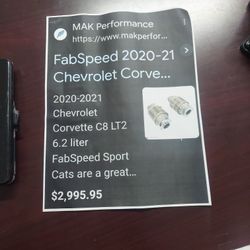 MAK Performance
https://www.makperfor...
FabSpeed 2020-21
Chevrolet Corve...
2020-2021
Chevrolet
Corvette C8 LT2
6.2 liter
FabSpeed Sport
Cats are a great...
$2,995.95